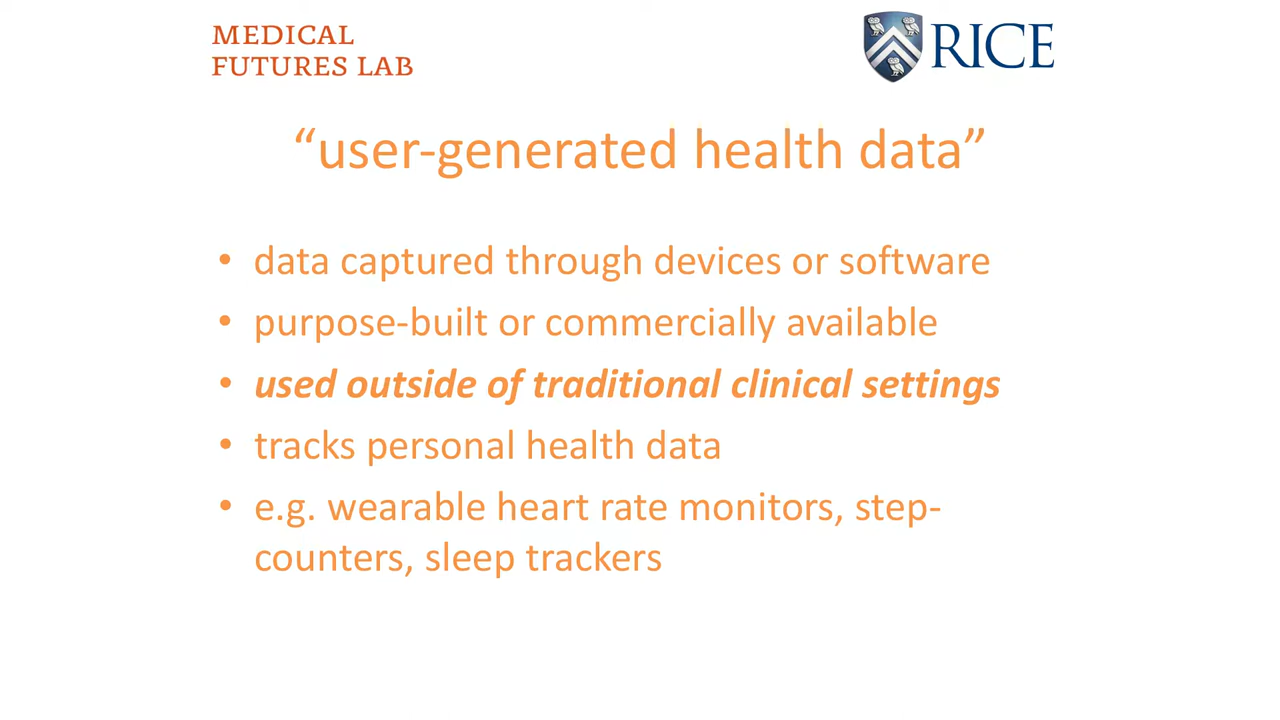 MEDICAL
FUTURES LAB
RICE
“user-generated health data”
• data captured through devices or software
• purpose-built or commercially available
• used outside of traditional clinical settings
• tracks personal health data
• e.g. wearable heart rate monitors, step-
counters, sleep trackers